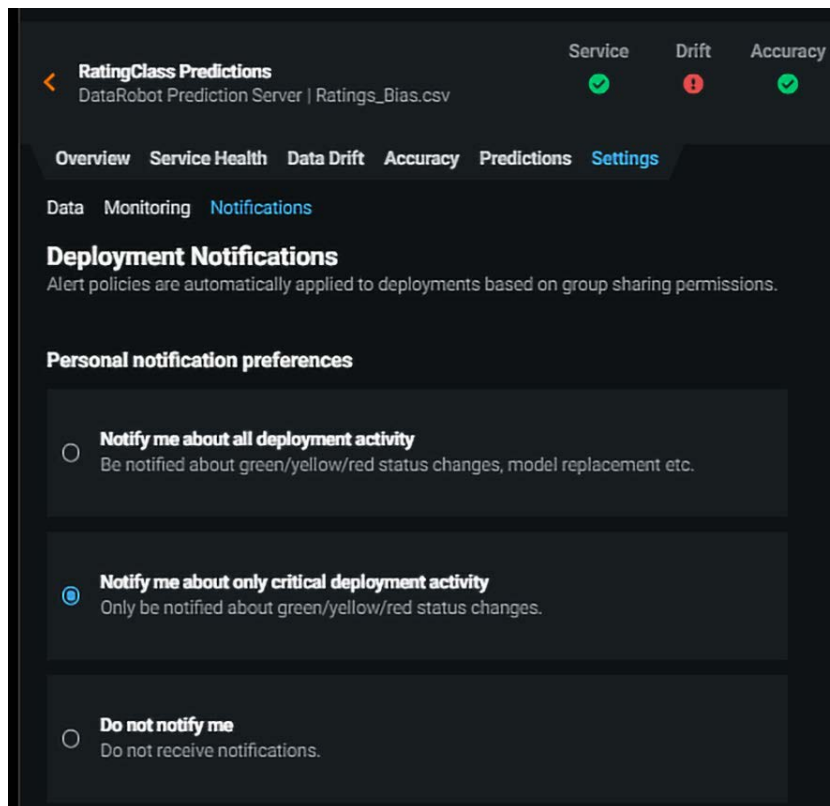 Service Drift Accuracy
RatingClass Predictions
DataRobot Prediction Server | Ratings_Bias.csv
Overview Service Health Data Drift Accuracy Predictions Settings
Data Monitoring Notifications
Deployment Notifications
Alert policies are automatically applied to deployments based on group sharing permissions.
Personal notification preferences
Notify me about all deployment activity
Be notified about green/yellow/red status changes, model replacement etc.
Notify me about only critical deployment activity
Only be notified about green/yellow/red status changes.
Do not notify me
Do not receive notifications.